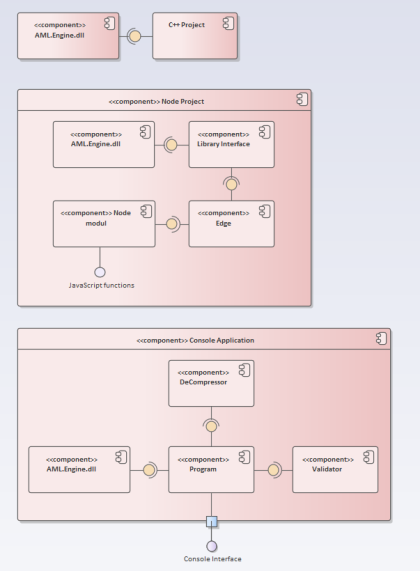 <<component>>
AML.Engine.dll
C++ Project
<<component>> Node Project
<<component>>
AML.Engine.dll
<<component>>
Library Interface
<<component>> Node
modul
<<component>>
Edge
JavaScript functions
<<component>> Console Application
<<component>>
DeCompressor
<<component>>
AML.Engine.dll
<<component>>
Program
<<component>>
Validator
Console Interface